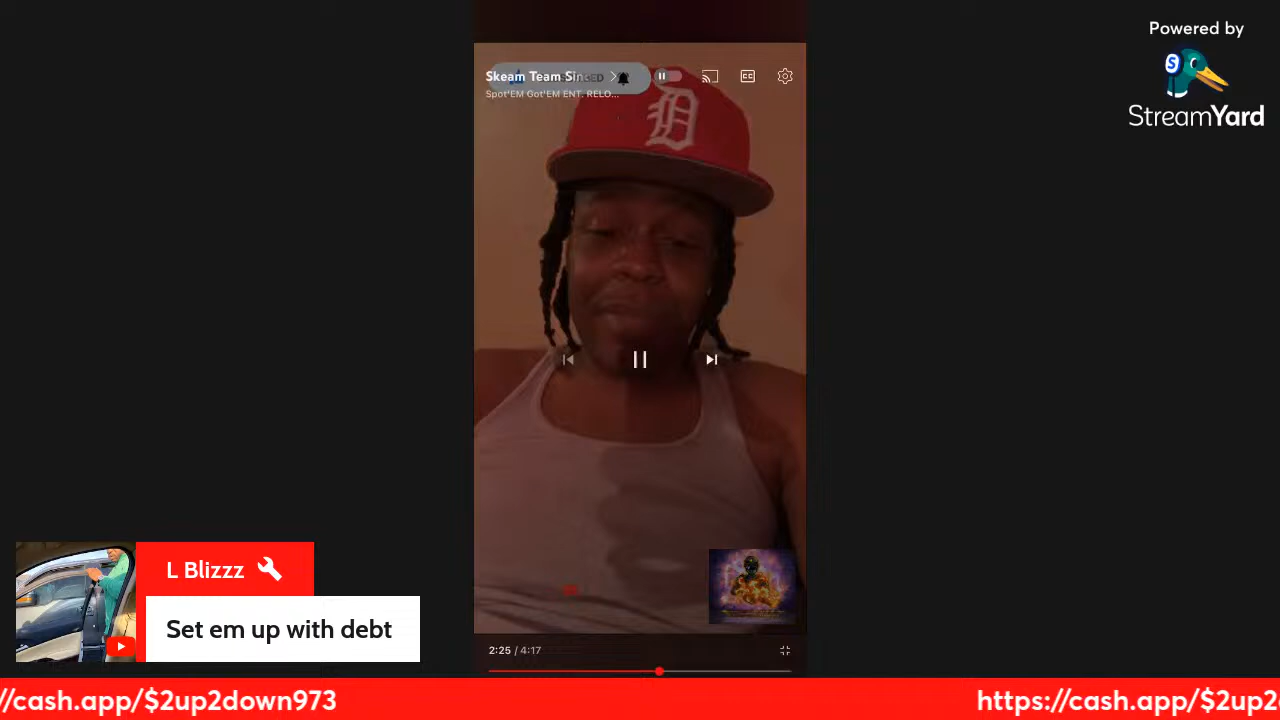 Powered by
StreamYard
Skeam Team Si
Spot'EM Got'EM ENT. RELO...
D
2:25 / 4:17
L Blizzz
Set em up with debt
//cash.app/$2up2down973
https://cash.app/$2up2